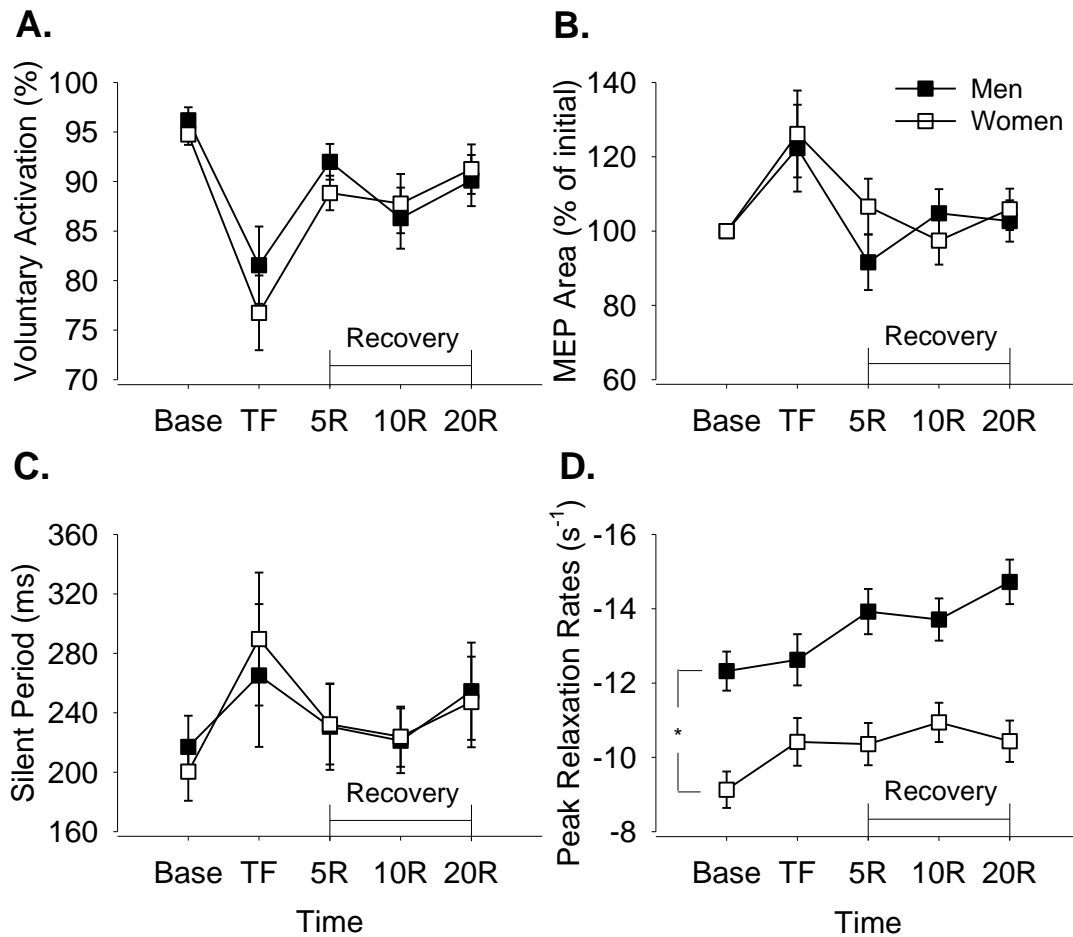 A.
Voluntary Activation (%)
100
95
90
85
80
75
70
Recovery
Base TF 5R 10R 20R
B.
MEP Area (% of initial)
140
120
100
80
60
Men
Women
Recovery
Base TF 5R 10R 20R
C.
Silent Period (ms)
360
320
280
240
200
160
Recovery
Base TF 5R 10R 20R
Time
D.
Peak Relaxation Rates (s⁻¹)
-16
-14
-12
-10
-8
*
Recovery
Base TF 5R 10R 20R
Time